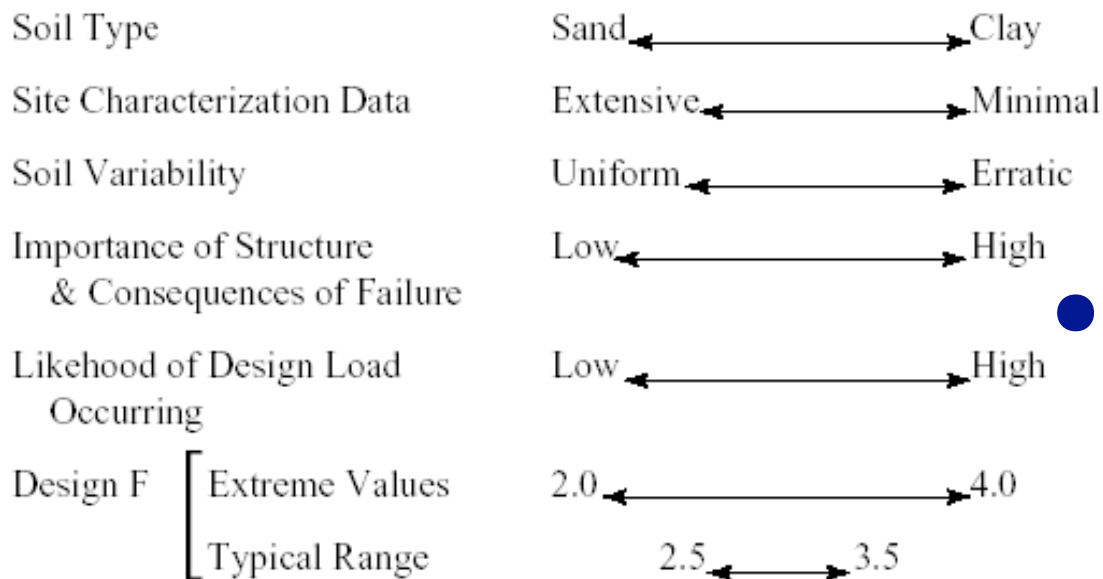 Soil Type Sand Clay
Site Characterization Data Extensive Minimal
Soil Variability Uniform Erratic
Importance of Structure Low High
& Consequences of Failure
Likehood of Design Load Low High
Occurring
Design F Extreme Values 2.0 4.0
Typical Range 2.5 3.5